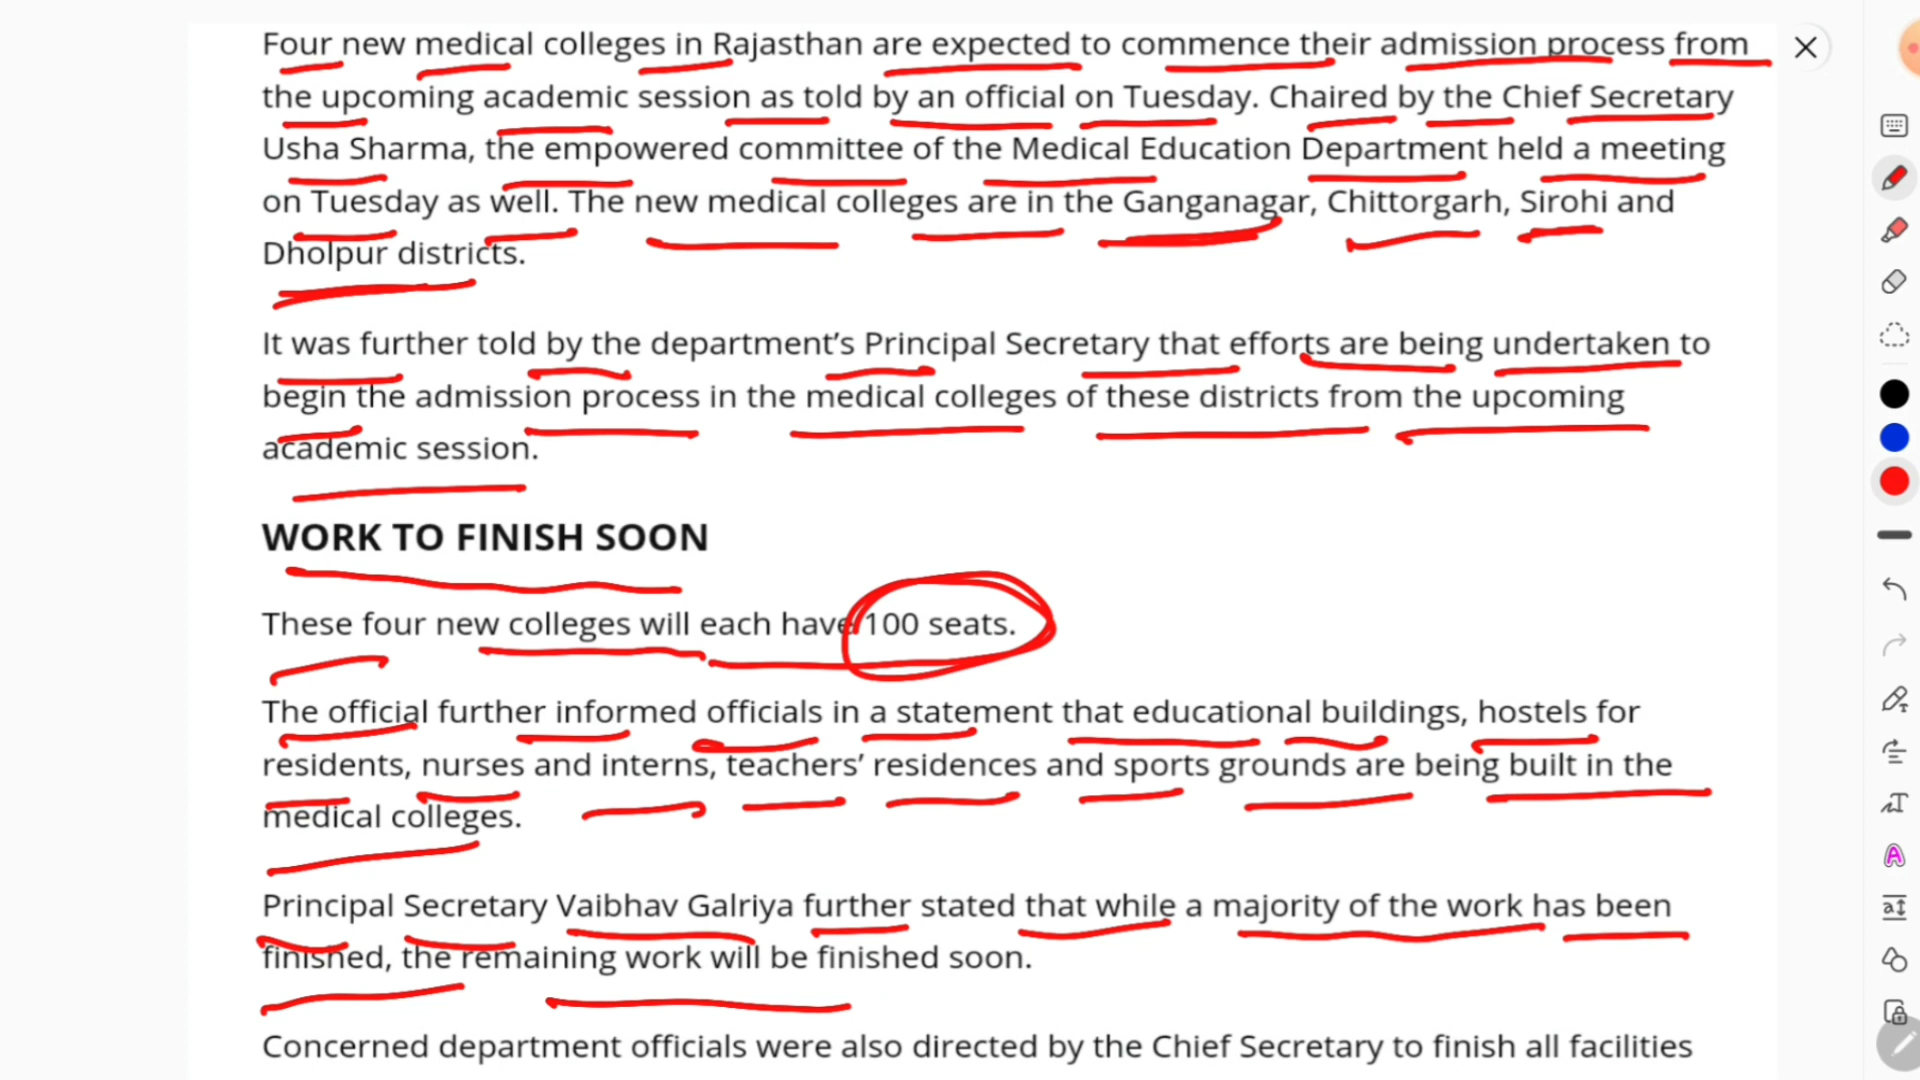 Four new medical colleges in Rajasthan are expected to commence their admission process from
the upcoming academic session as told by an official on Tuesday. Chaired by the Chief Secretary
Usha Sharma, the empowered committee of the Medical Education Department held a meeting
on Tuesday as well. The new medical colleges are in the Ganganagar, Chittorgarh, Sirohi and
Dholpur districts.
It was further told by the department’s Principal Secretary that efforts are being undertaken to
begin the admission process in the medical colleges of these districts from the upcoming
academic session.
WORK TO FINISH SOON
These four new colleges will each have 100 seats.
The official further informed officials in a statement that educational buildings, hostels for
residents, nurses and interns, teachers’ residences and sports grounds are being built in the
medical colleges.
Principal Secretary Vaibhav Galriya further stated that while a majority of the work has been
finished, the remaining work will be finished soon.
Concerned department officials were also directed by the Chief Secretary to finish all facilities